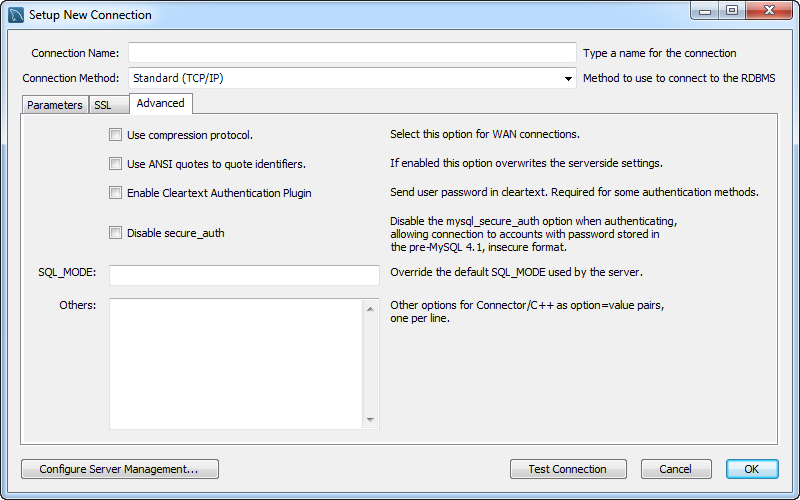 Setup New Connection
Connection Name:
Type a name for the connection
Connection Method:
Standard (TCP/IP)
Method to use to connect to the RDBMS
Parameters
SSL
Advanced
Use compression protocol.
Select this option for WAN connections.
Use ANSI quotes to quote identifiers.
If enabled this option overwrites the serverside settings.
Enable Cleartext Authentication Plugin
Send user password in cleartext. Required for some authentication methods.
Disable secure_auth
Disable the mysql_secure_auth option when authenticating,
allowing connection to accounts with password stored in
the pre-MySQL 4.1, insecure format.
SQL_MODE:
Override the default SQL_MODE used by the server.
Others:
Other options for Connector/C++ as option=value pairs,
one per line.
Configure Server Management...
Test Connection
Cancel
OK